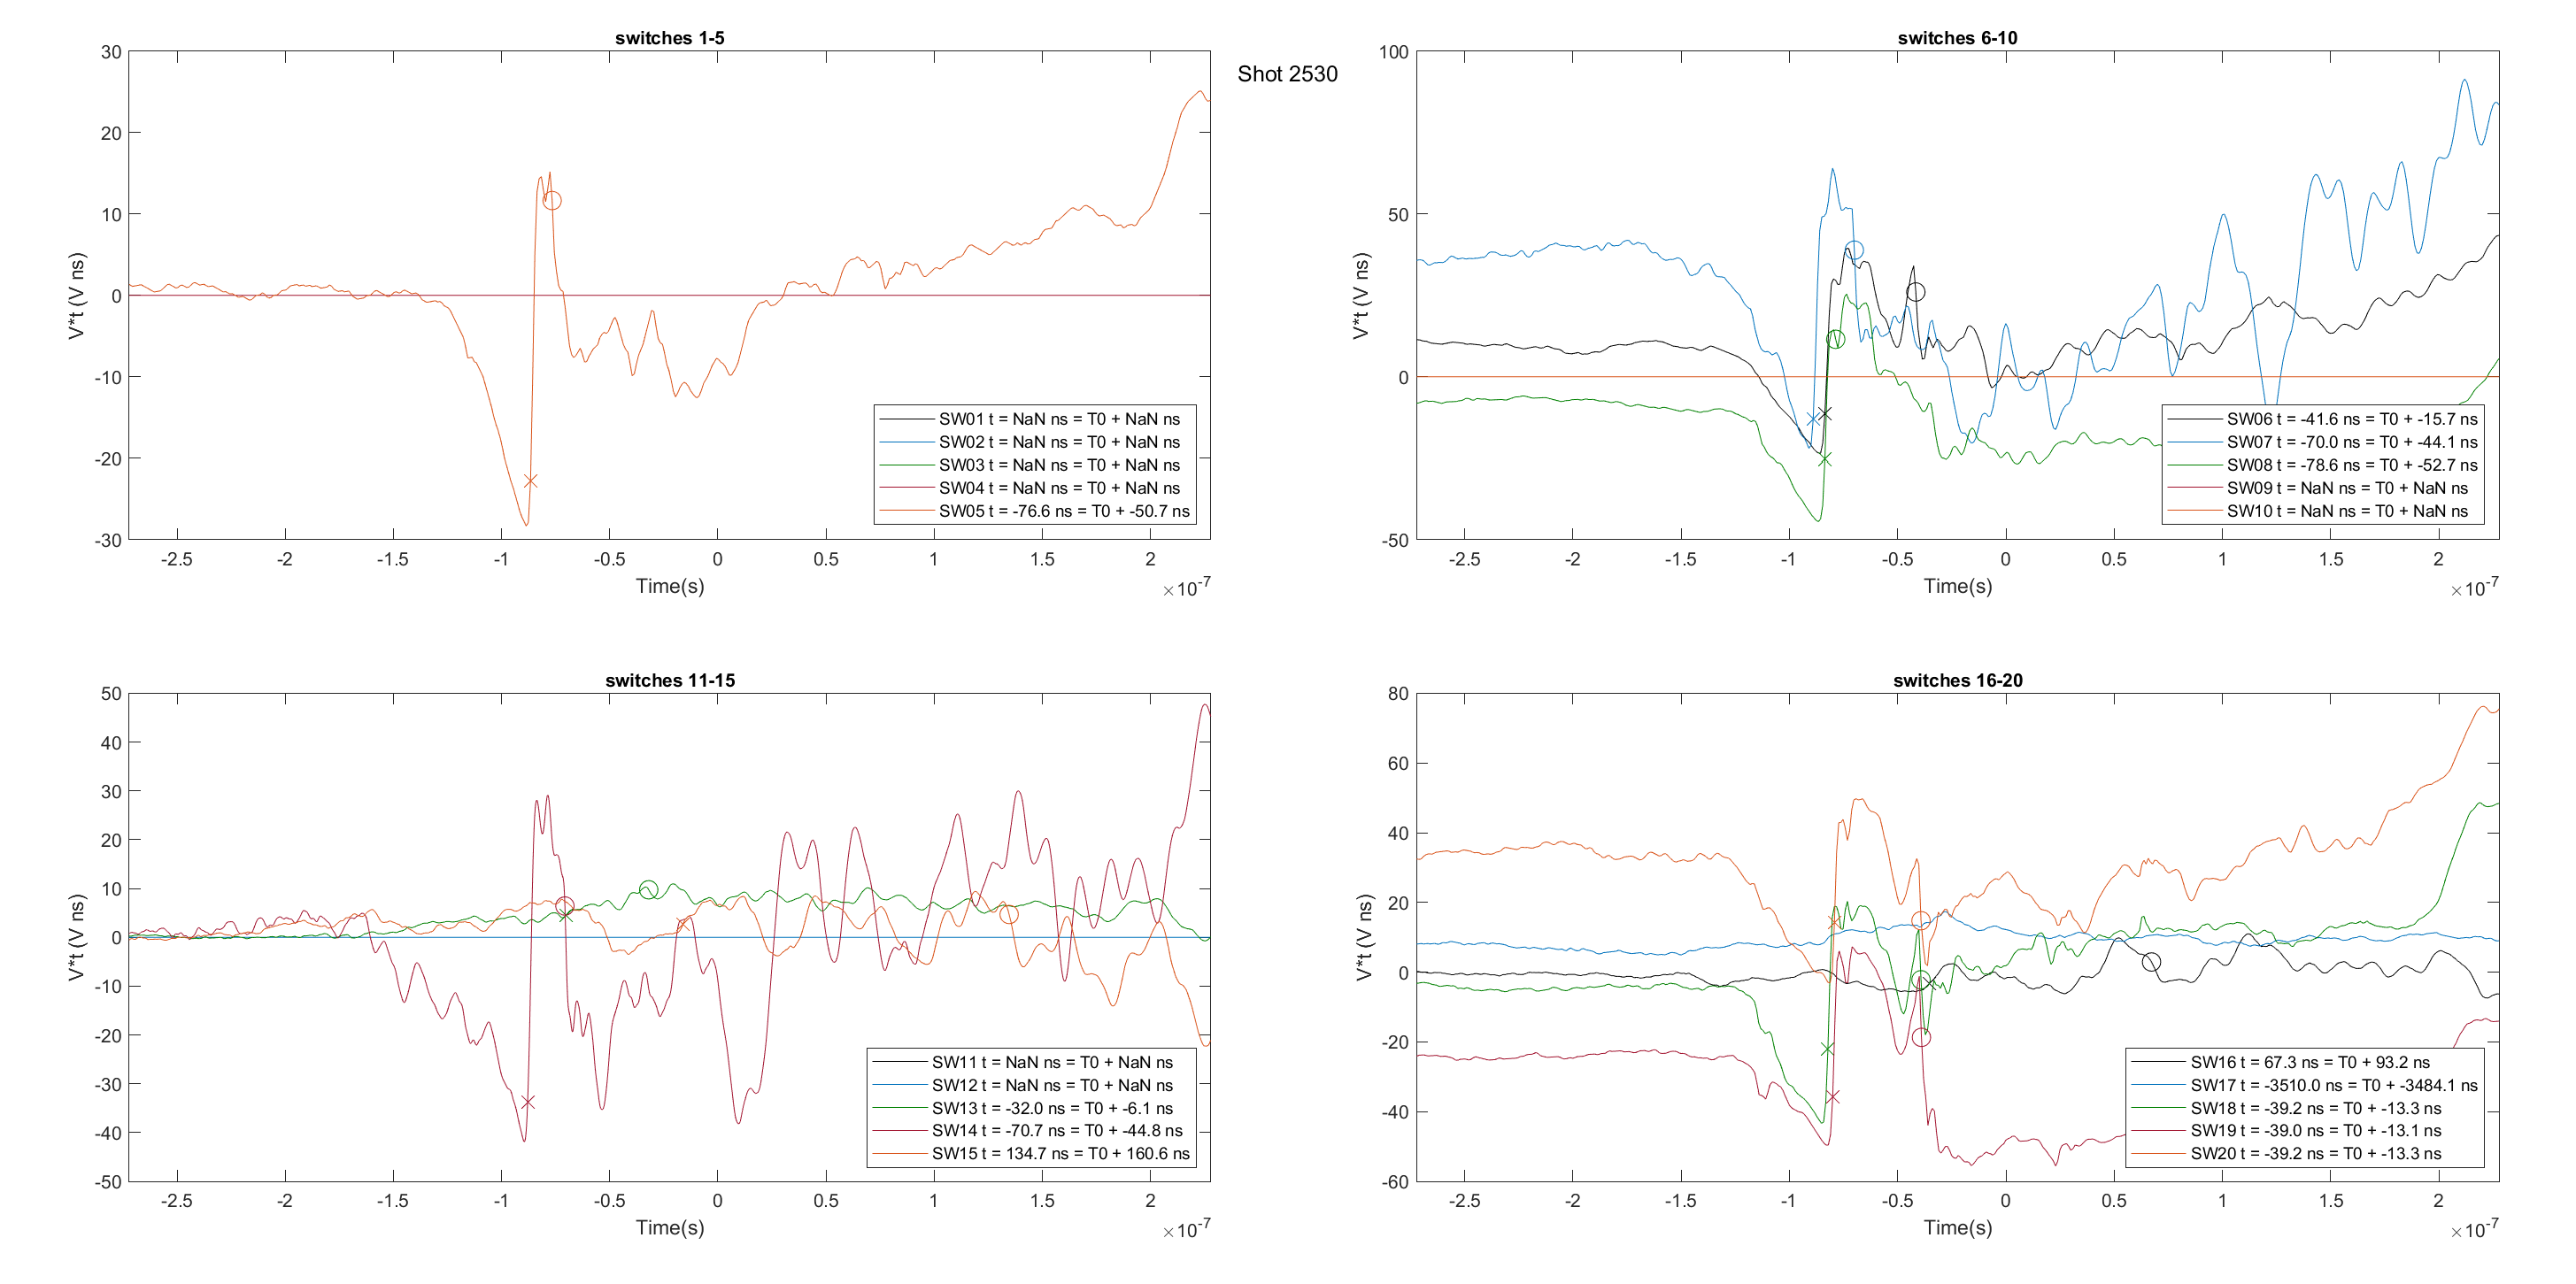 Shot 2530
switches 1-5
30
20
10
0
-10
-20
-30
V*t (V ns)
-2.5 -2 -1.5 -1 -0.5 0 0.5 1 1.5 2
Time(s)
×10-7
SW01 t = NaN ns = T0 + NaN ns
SW02 t = NaN ns = T0 + NaN ns
SW03 t = NaN ns = T0 + NaN ns
SW04 t = NaN ns = T0 + NaN ns
SW05 t = -76.6 ns = T0 + -50.7 ns
switches 6-10
100
50
0
-50
V*t (V ns)
-2.5 -2 -1.5 -1 -0.5 0 0.5 1 1.5 2
Time(s)
×10-7
SW06 t = -41.6 ns = T0 + -15.7 ns
SW07 t = -70.0 ns = T0 + -44.1 ns
SW08 t = -78.6 ns = T0 + -52.7 ns
SW09 t = NaN ns = T0 + NaN ns
SW10 t = NaN ns = T0 + NaN ns
switches 11-15
50
40
30
20
10
0
-10
-20
-30
-40
-50
V*t (V ns)
-2.5 -2 -1.5 -1 -0.5 0 0.5 1 1.5 2
Time(s)
×10-7
SW11 t = NaN ns = T0 + NaN ns
SW12 t = NaN ns = T0 + NaN ns
SW13 t = -32.0 ns = T0 + -6.1 ns
SW14 t = -70.7 ns = T0 + -44.8 ns
SW15 t = 134.7 ns = T0 + 160.6 ns
switches 16-20
80
60
40
20
0
-20
-40
-60
V*t (V ns)
-2.5 -2 -1.5 -1 -0.5 0 0.5 1 1.5 2
Time(s)
×10-7
SW16 t = 67.3 ns = T0 + 93.2 ns
SW17 t = -3510.0 ns = T0 + -3484.1 ns
SW18 t = -39.2 ns = T0 + -13.3 ns
SW19 t = -39.0 ns = T0 + -13.1 ns
SW20 t = -39.2 ns = T0 + -13.3 ns